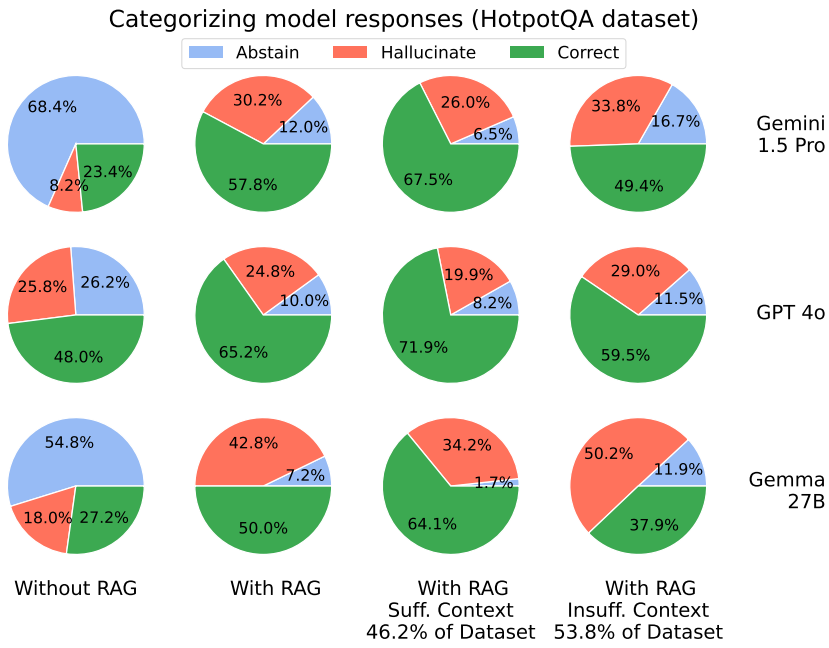 Categorizing model responses (HotpotQA dataset)
Abstain Hallucinate Correct
68.4%
8.2%
23.4%
30.2%
12.0%
57.8%
26.0%
6.5%
67.5%
33.8%
16.7%
49.4%
Gemini
1.5 Pro
25.8%
26.2%
48.0%
24.8%
10.0%
65.2%
19.9%
8.2%
71.9%
29.0%
11.5%
59.5%
GPT 4o
54.8%
18.0%
27.2%
42.8%
7.2%
50.0%
34.2%
1.7%
64.1%
50.2%
11.9%
37.9%
Gemma
27B
Without RAG
With RAG
With RAG
Suff. Context
46.2% of Dataset
With RAG
Insuff. Context
53.8% of Dataset